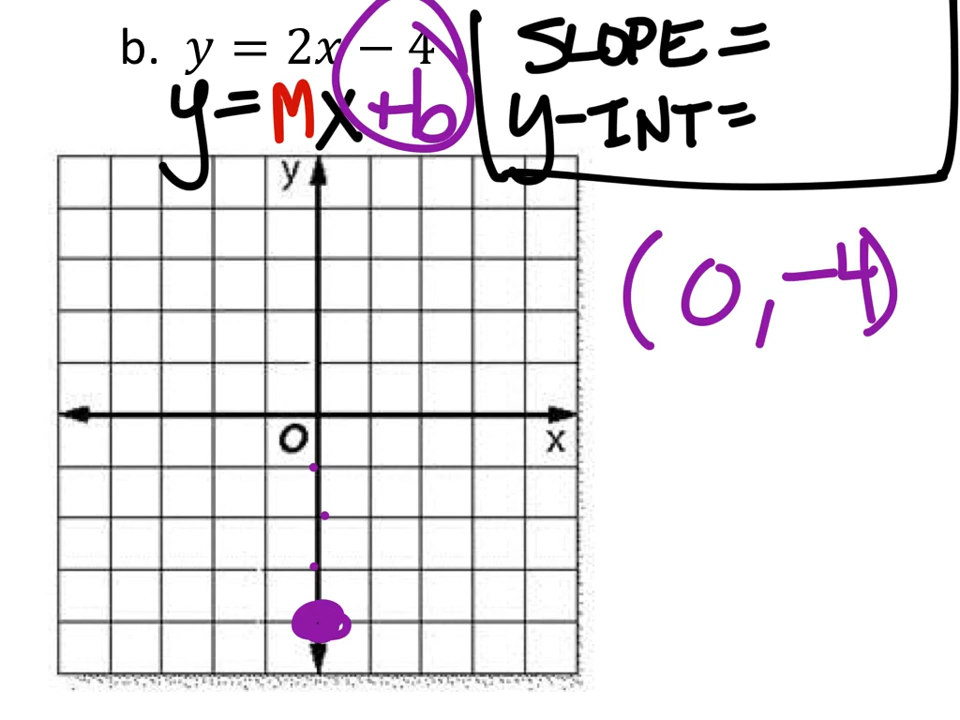 b. y = 2x − 4
y=Mx+b
SLOPE=
y-INT=
y
(0,-4)
O
x